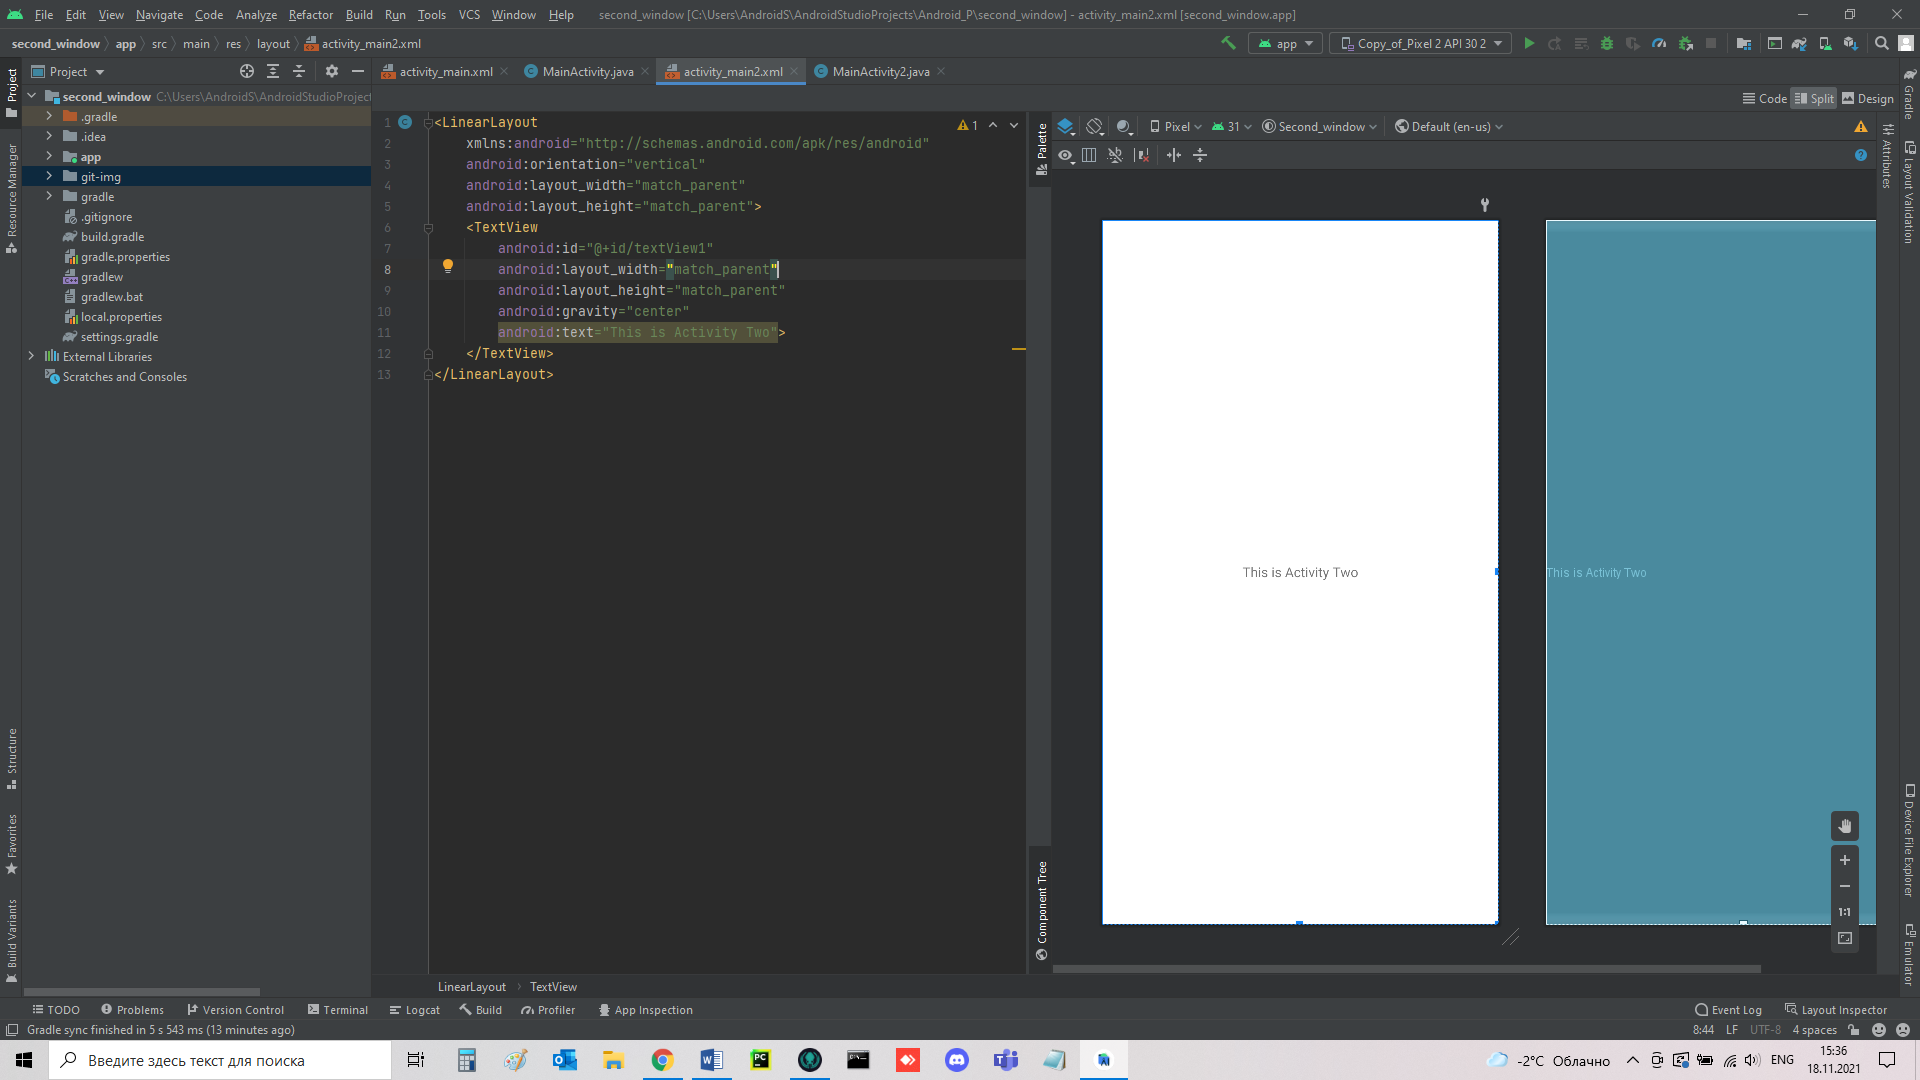 File Edit View Navigate Code Analyze Refactor Build Run Tools VCS Window Help second_window [C:\Users\AndroidS\AndroidStudioProjects\Android_P\second_window] - activity_main2.xml [second_window.app]
second_window app src main res layout activity_main2.xml
app Copy_of_Pixel 2 API 30 2
Project
activity_main.xml MainActivity.java activity_main2.xml MainActivity2.java
second_window C:\Users\AndroidS\AndroidStudioProject
.gradle
.idea
app
git-img
gradle
.gitignore
build.gradle
gradle.properties
gradlew
gradlew.bat
local.properties
settings.gradle
External Libraries
Scratches and Consoles
Code Split Design
1 <LinearLayout
2 xmlns:android="http://schemas.android.com/apk/res/android"
3 android:orientation="vertical"
4 android:layout_width="match_parent"
5 android:layout_height="match_parent">
6 <TextView
7 android:id="@+id/textView1"
8 android:layout_width="match_parent"
9 android:layout_height="match_parent"
10 android:gravity="center"
11 android:text="This is Activity Two">
12 </TextView>
13 </LinearLayout>
1
Pixel 31 Second_window Default (en-us)
This is Activity Two
This is Activity Two
1:1
Project
Resource Manager
Structure
Favorites
Build Variants
Palette
Component Tree
Attributes
Gradle
Layout Validation
Device File Explorer
Emulator
LinearLayout TextView
TODO Problems Version Control Terminal Logcat Build Profiler App Inspection Event Log Layout Inspector
Gradle sync finished in 5 s 543 ms (13 minutes ago) 8:44 LF UTF-8 4 spaces
Введите здесь текст для поиска
-2°C Облачно ENG
15:36
18.11.2021